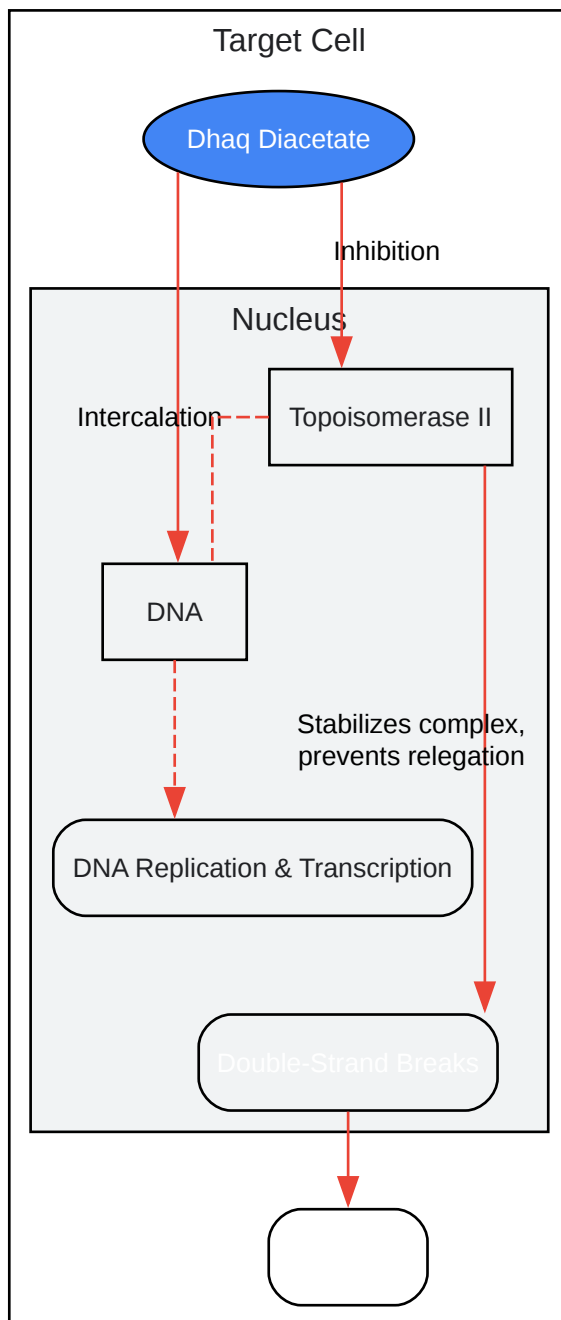 Target Cell
Dhaq Diacetate
Inhibition
Nucleus
Intercalation
Topoisomerase II
DNA
Stabilizes complex,
prevents relegation
DNA Replication & Transcription
Double-Strand Breaks